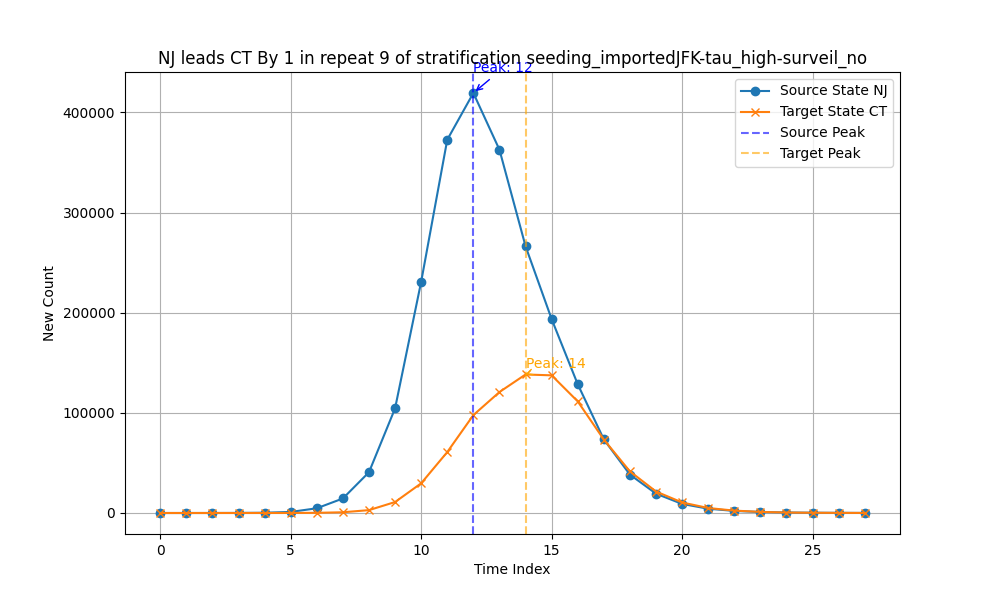 NJ leads CT By 1 in repeat 9 of stratification seeding_importedJFK-tau_high-surveil_no
Peak: 12
Source State NJ
Target State CT
Source Peak
Target Peak
Peak: 14
New Count
400000
300000
200000
100000
0
0 5 10 15 20 25
Time Index